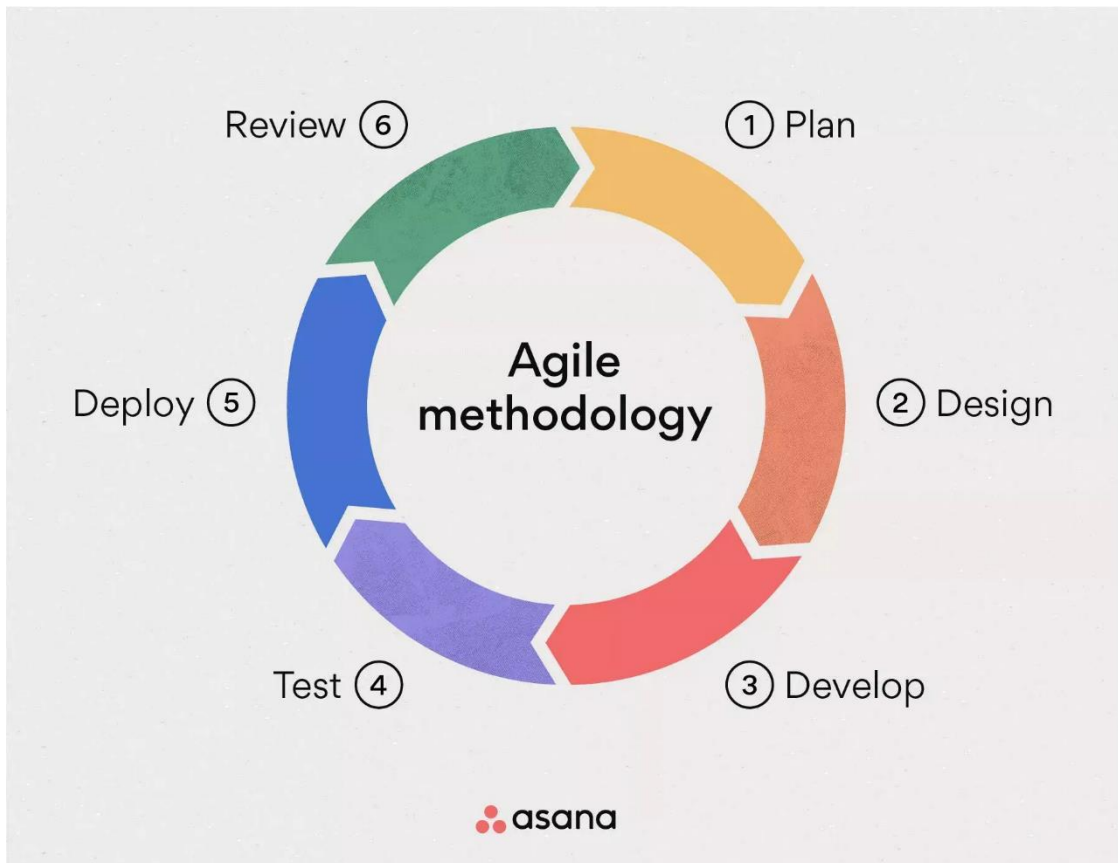 Agile
methodology
1 Plan
2 Design
3 Develop
Test 4
Deploy 5
Review 6
asana